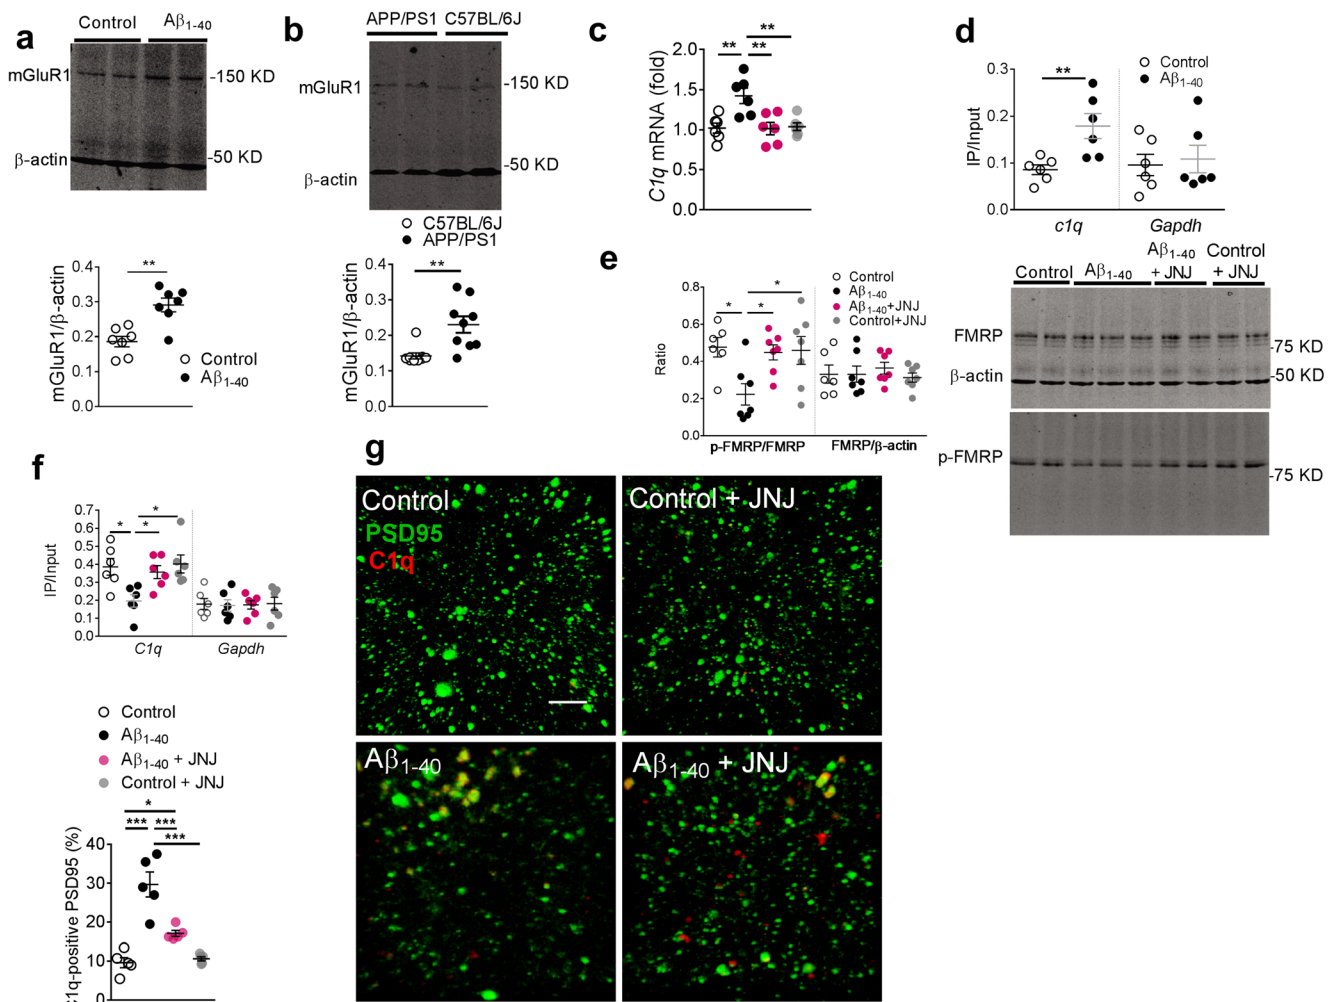 a
Control
Aβ1-40
mGluR1
-150 KD
β-actin
-50 KD
mGluR1/β-actin
0.4
0.3
0.2
0.1
0.0
**
Control
Aβ1-40
b
APP/PS1 C57BL/6J
mGluR1
-150 KD
β-actin
-50 KD
C57BL/6J
APP/PS1
mGluR1/β-actin
0.4
0.3
0.2
0.1
0.0
**
c
C1q mRNA (fold)
2.0
1.5
1.0
0.5
0.0
**
** **
d
Control
Aβ1-40
IP/Input
0.3
0.2
0.1
0.0
**
c1q Gapdh
e
Control
Aβ1-40
Aβ1-40+JNJ
Control+JNJ
Ratio
0.8
0.6
0.4
0.2
0.0
*
* *
p-FMRP/FMRP FMRP/β-actin
Control
Aβ1-40
Aβ1-40
+ JNJ
Control
+ JNJ
FMRP
-75 KD
β-actin
-50 KD
p-FMRP
-75 KD
f
IP/Input
0.7
0.6
0.5
0.4
0.3
0.2
0.1
0.0
*
* *
C1q Gapdh
g
Control
PSD95
C1q
Control + JNJ
Aβ1-40
Aβ1-40 + JNJ
Control
Aβ1-40
Aβ1-40 + JNJ
Control + JNJ
C1q-positive PSD95 (%)
40
30
20
10
0
*
*** ***
***